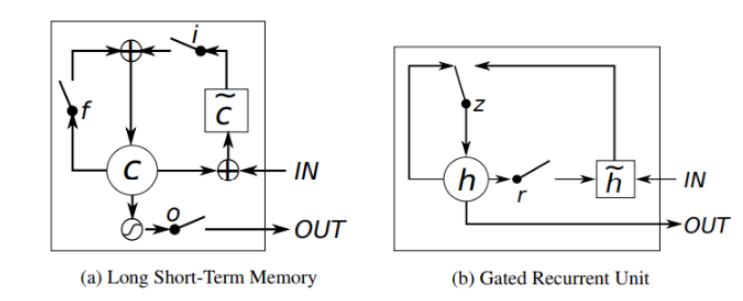 i
f
c̃
z
C
IN
h
r
h̃
IN
o
OUT
OUT
(a) Long Short-Term Memory
(b) Gated Recurrent Unit